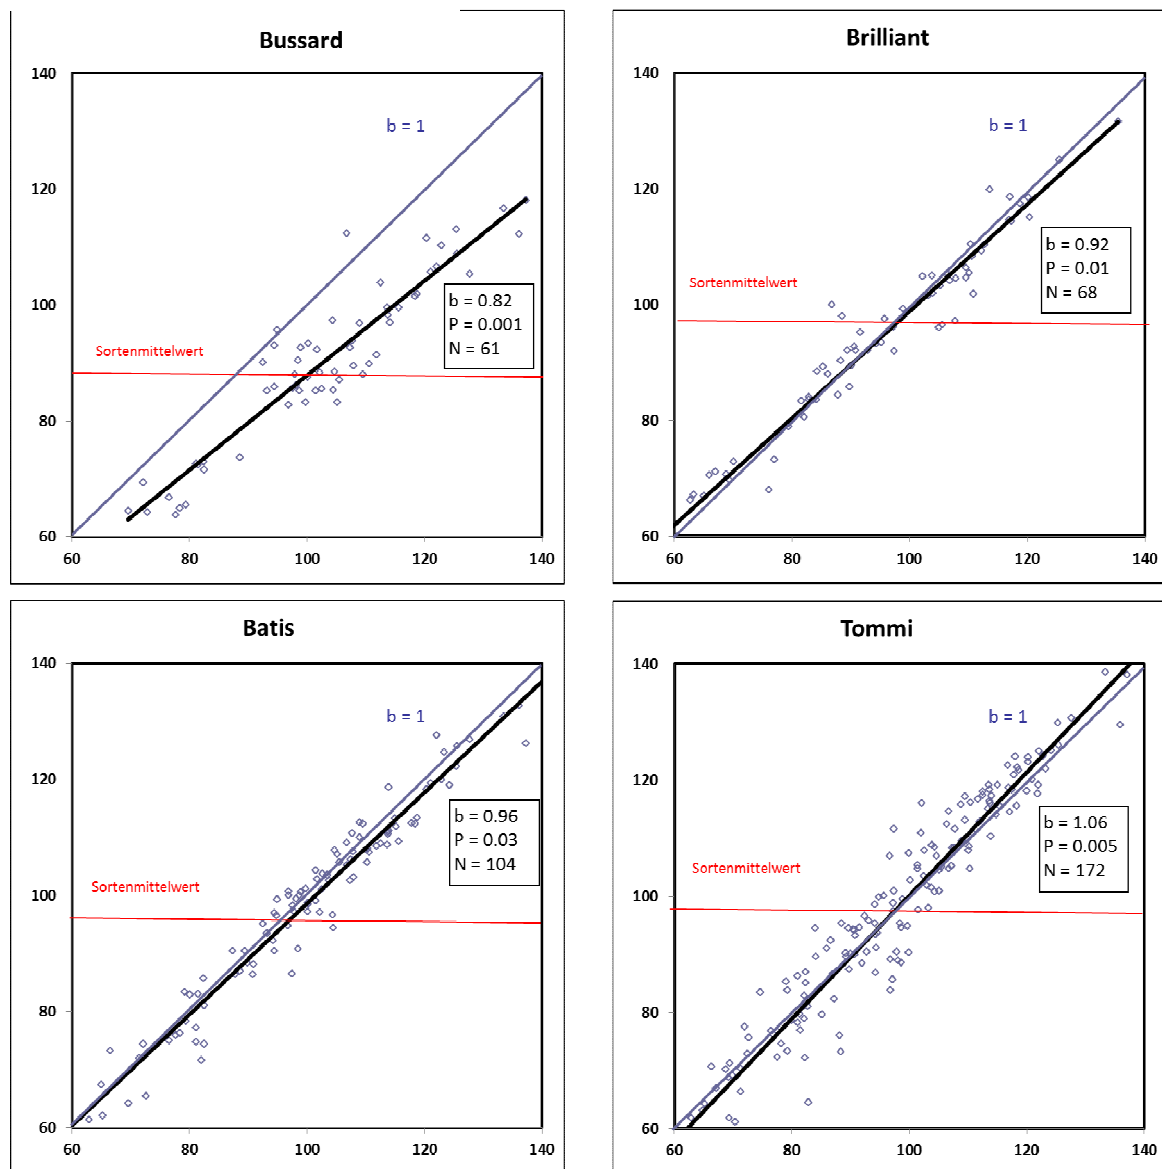 Bussard
140
120
100
80
60
60 80 100 120 140
b = 1
Sortenmittelwert
b = 0.82
P = 0.001
N = 61
Brilliant
140
120
100
80
60
60 80 100 120 140
b = 1
Sortenmittelwert
b = 0.92
P = 0.01
N = 68
Batis
140
120
100
80
60
60 80 100 120 140
b = 1
Sortenmittelwert
b = 0.96
P = 0.03
N = 104
Tommi
140
120
100
80
60
60 80 100 120 140
b = 1
Sortenmittelwert
b = 1.06
P = 0.005
N = 172